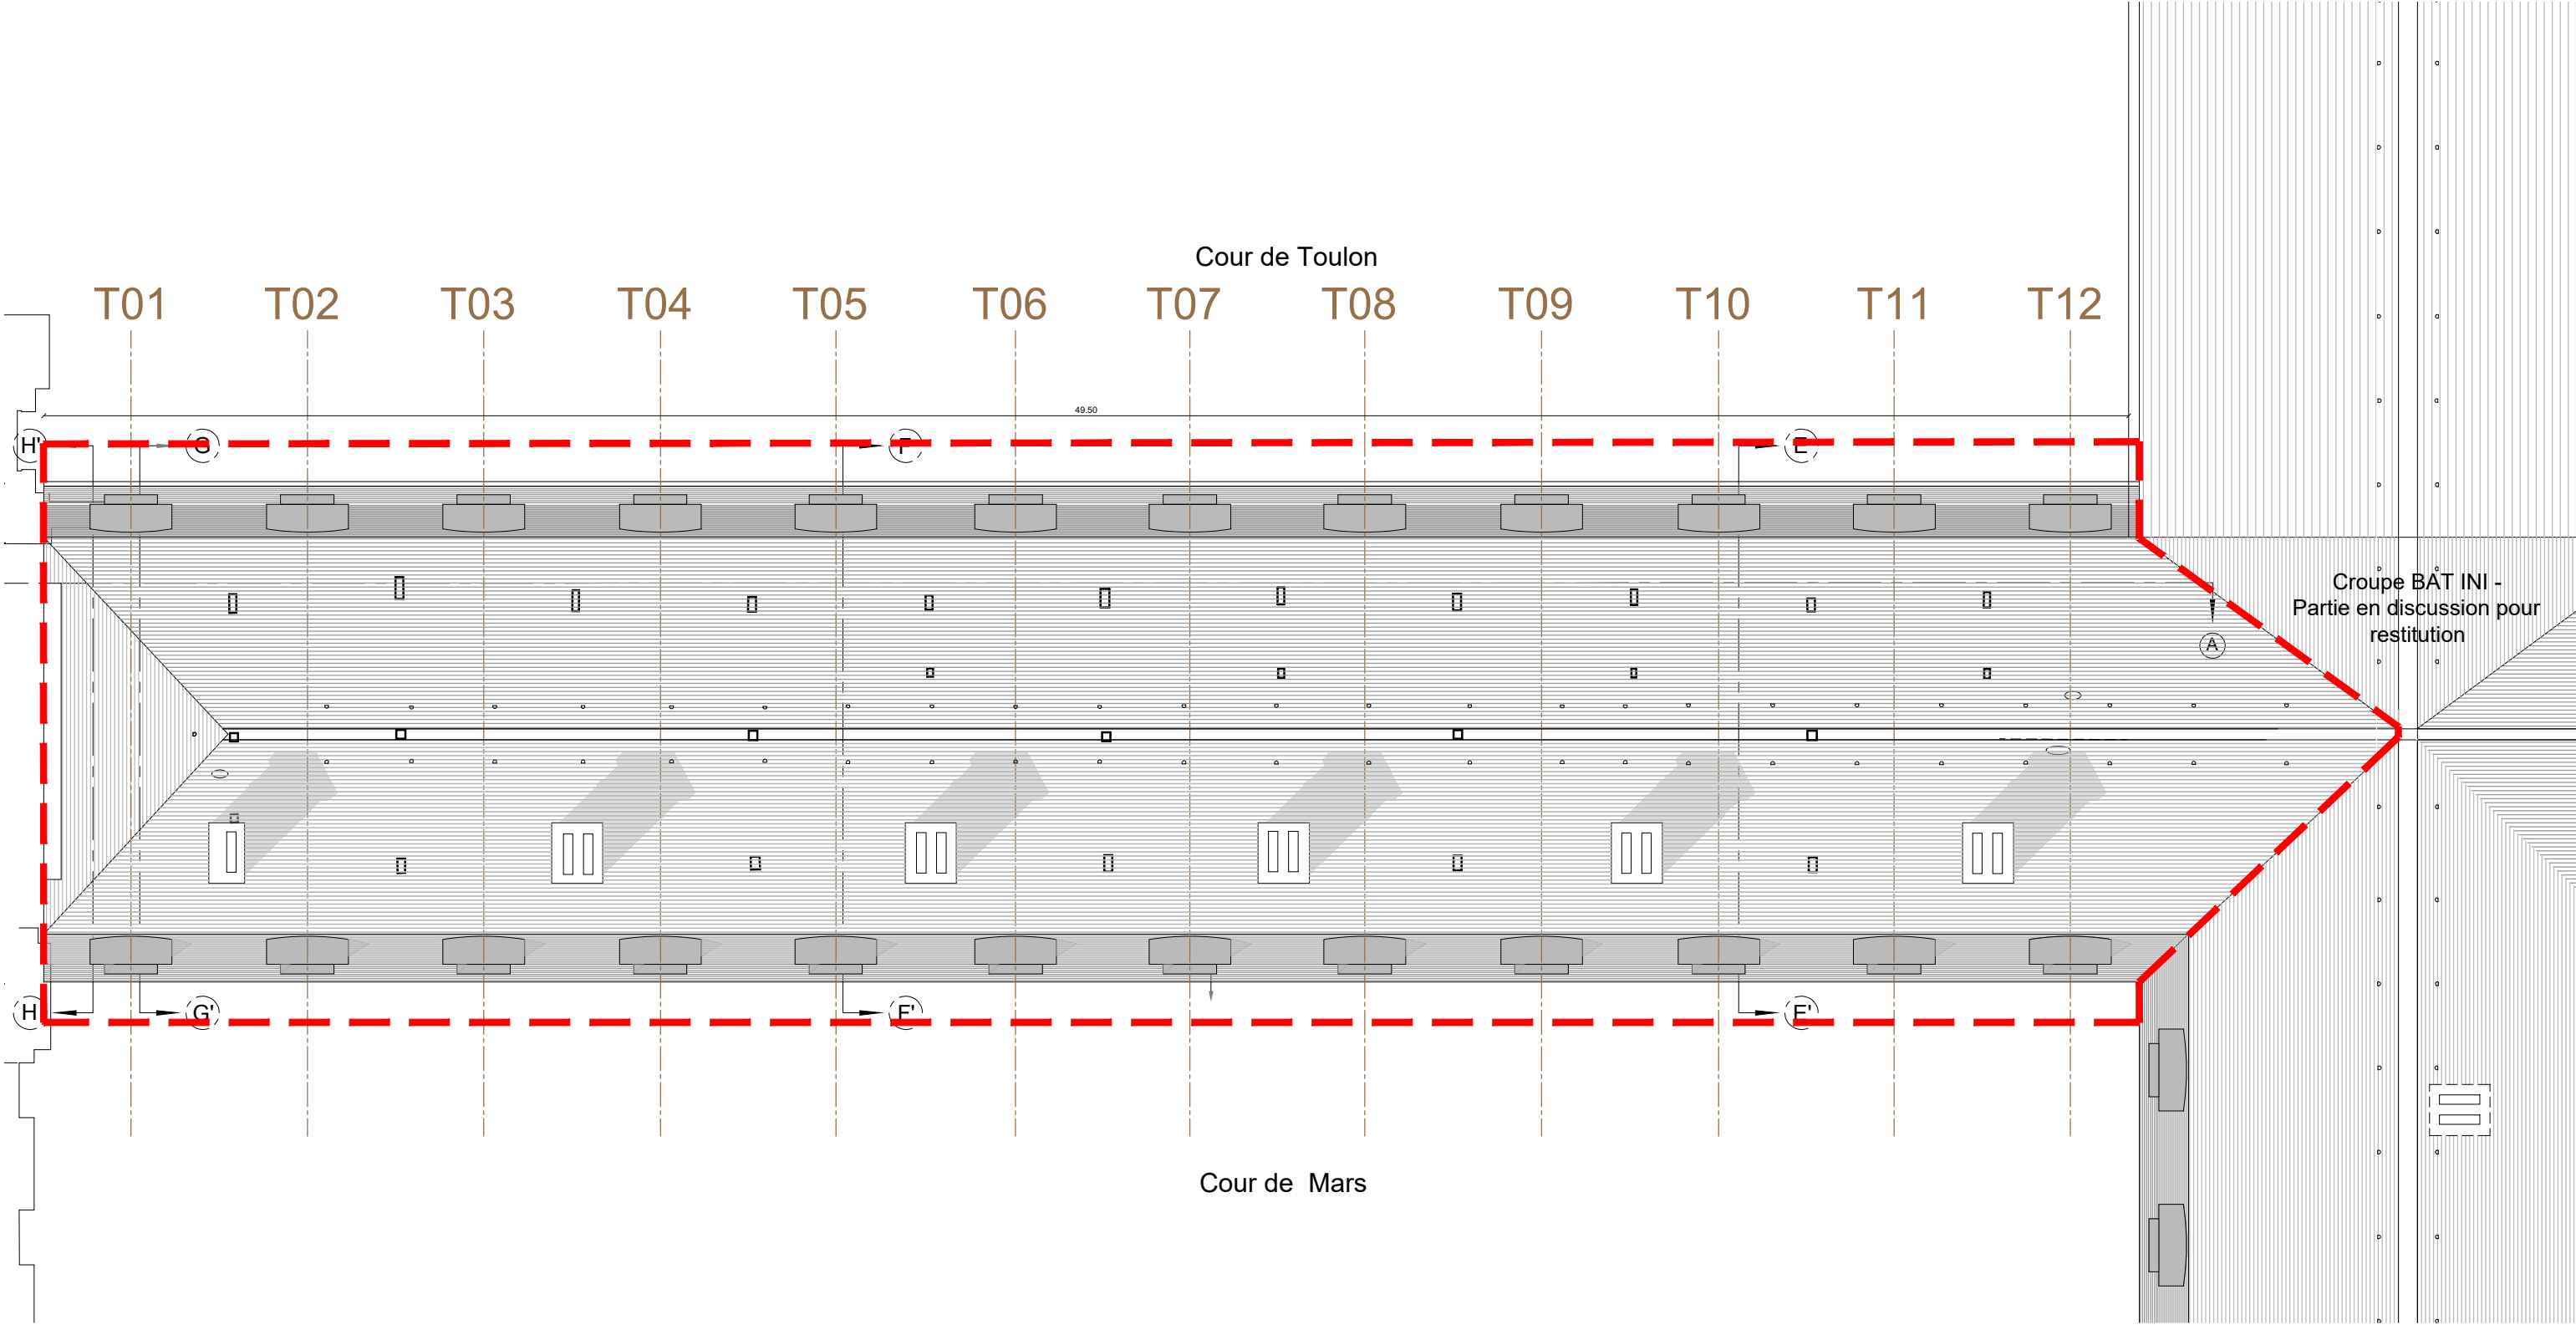 Cour de Toulon
T01 T02 T03 T04 T05 T06 T07 T08 T09 T10 T11 T12
49.50
H' G F E
Croupe BAT INI -
Partie en discussion pour
restitution
A
H G' F' E'
Cour de Mars